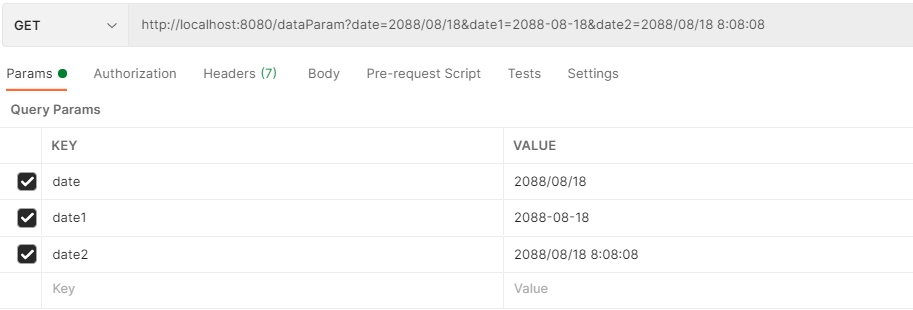 GET http://localhost:8080/dataParam?date=2088/08/18&date1=2088-08-18&date2=2088/08/18 8:08:08
Params Authorization Headers (7) Body Pre-request Script Tests Settings
Query Params
KEY VALUE
date 2088/08/18
date1 2088-08-18
date2 2088/08/18 8:08:08
Key Value